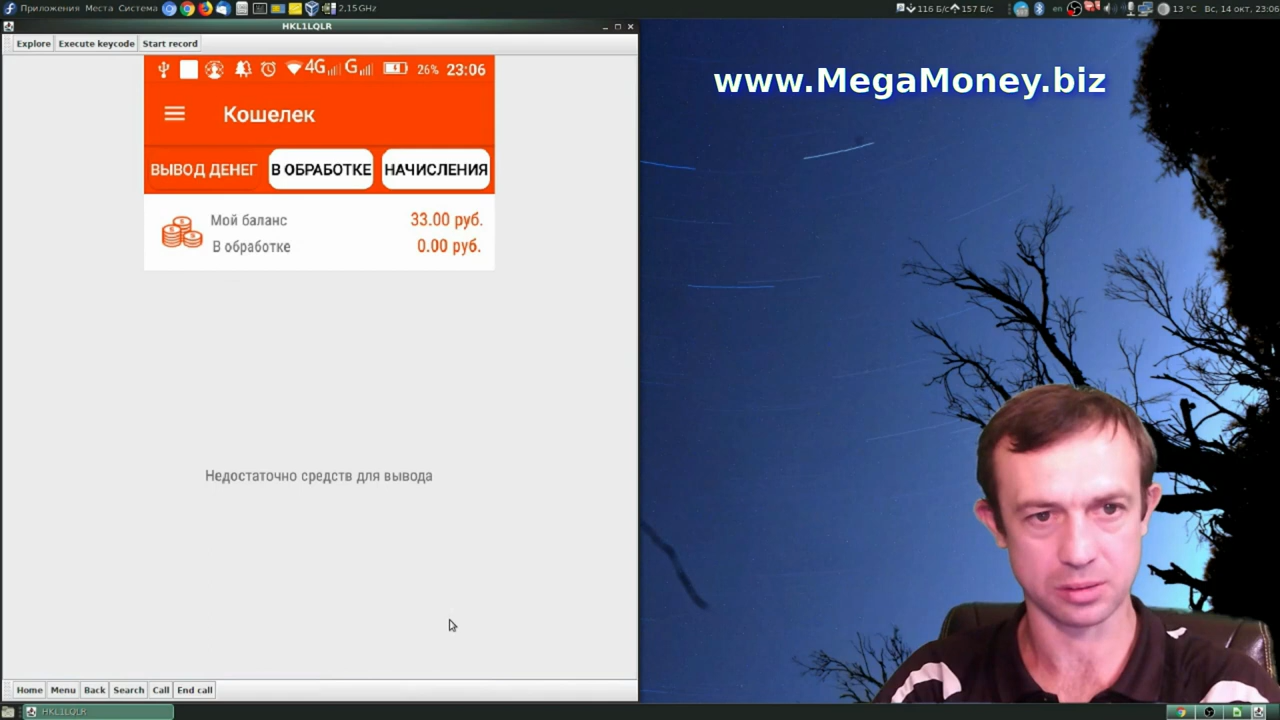 Приложения Места Система
2,15GHz
116 Б/с 157 Б/с
en
13 °C Вс, 14 окт, 23:06
HKL1LQLR
Explore Execute keycode Start record
4G G 26% 23:06
Кошелек
ВЫВОД ДЕНЕГ В ОБРАБОТКЕ НАЧИСЛЕНИЯ
Мой баланс 33.00 руб.
В обработке 0.00 руб.
Недостаточно средств для вывода
www.MegaMoney.biz
Home Menu Back Search Call End call
HKL1LQLR